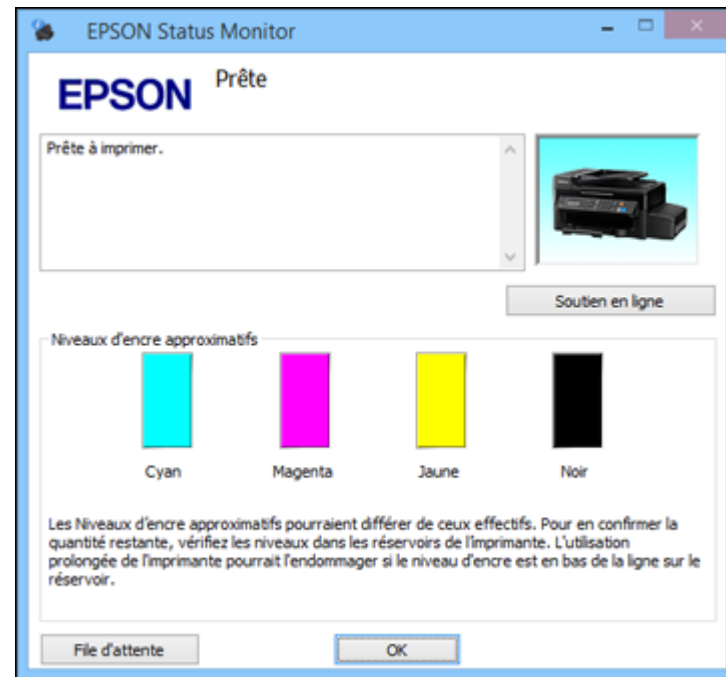 EPSON Status Monitor
EPSON
Prête
Prête à imprimer.
Soutien en ligne
Niveaux d'encre approximatifs
Cyan
Magenta
Jaune
Noir
Les Niveaux d'encre approximatifs pourraient différer de ceux effectifs. Pour en confirmer la
quantité restante, vérifiez les niveaux dans les réservoirs de l'imprimante. L'utilisation
prolongée de l'imprimante pourrait l'endommager si le niveau d'encre est en bas de la ligne sur le
réservoir.
File d'attente
OK